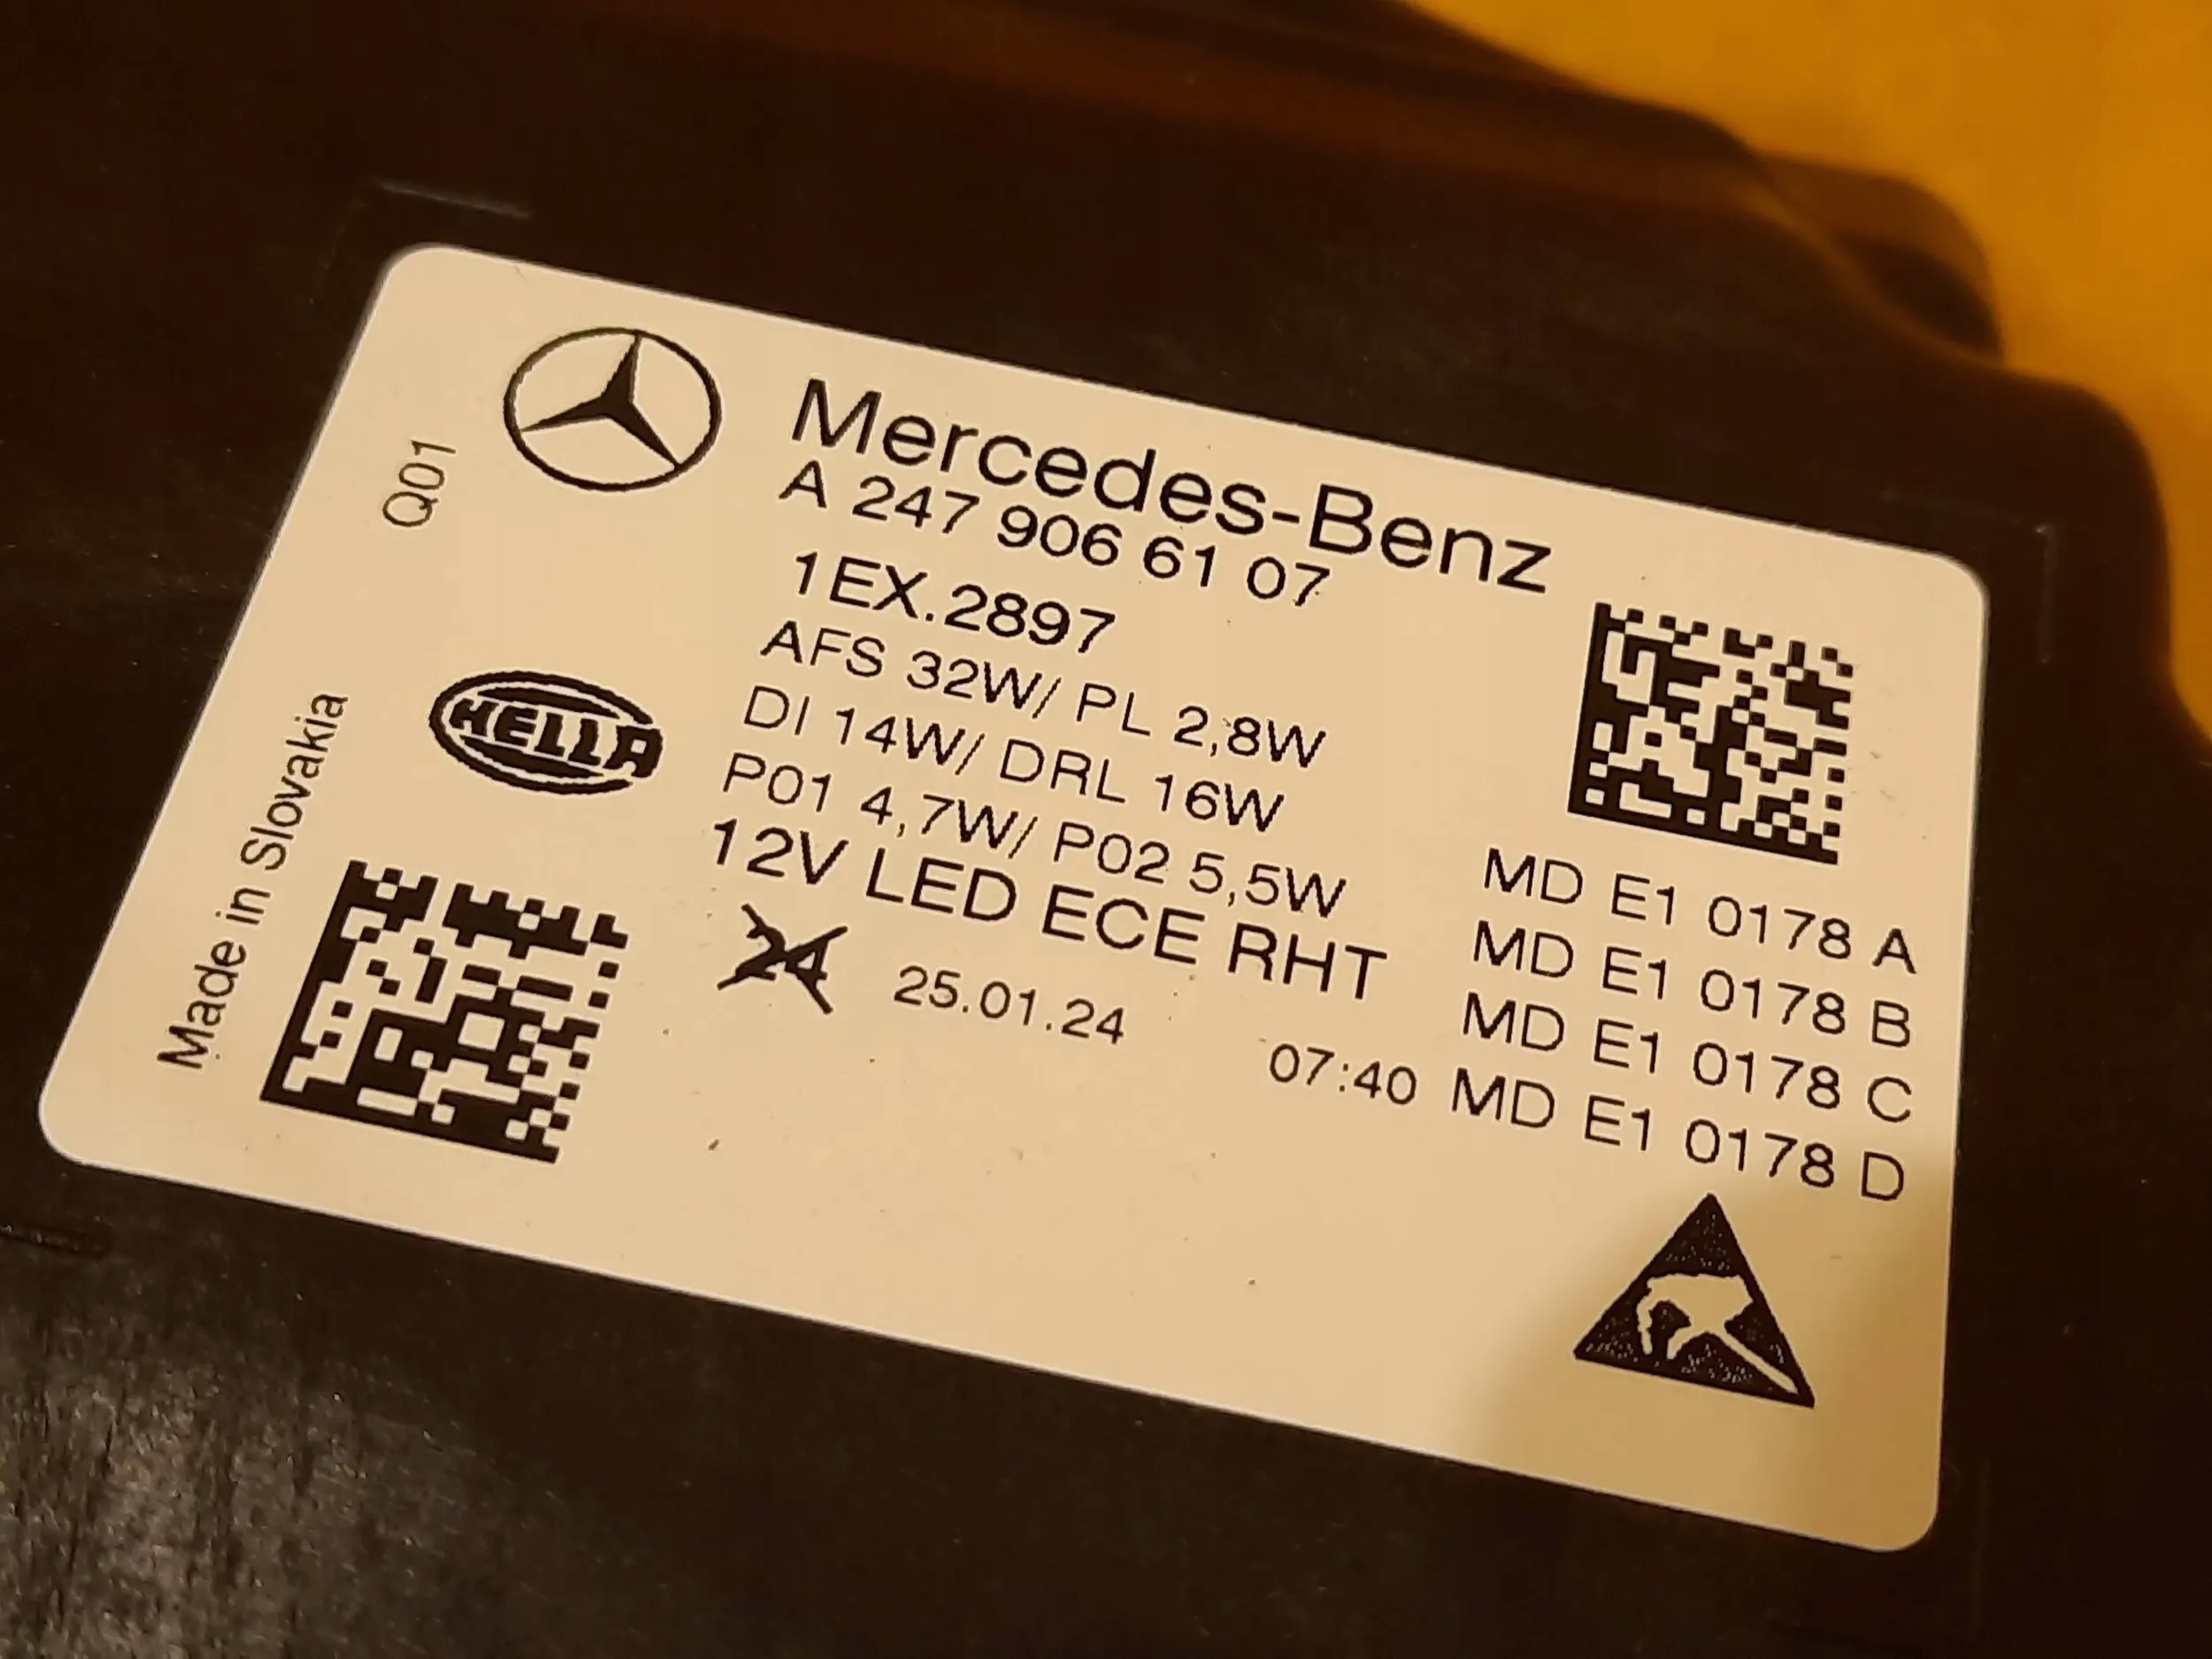 Mercedes-Benz
A 247 906 61 07
1EX.2897
AFS 32W/ PL 2,8W
DI 14W/ DRL 16W
P01 4,7W/ P02 5,5W
12V LED ECE RHT
24
25.01.24
07:40
Q01
HELLA
Made in Slovakia
MD E1 0178 A
MD E1 0178 B
MD E1 0178 C
MD E1 0178 D